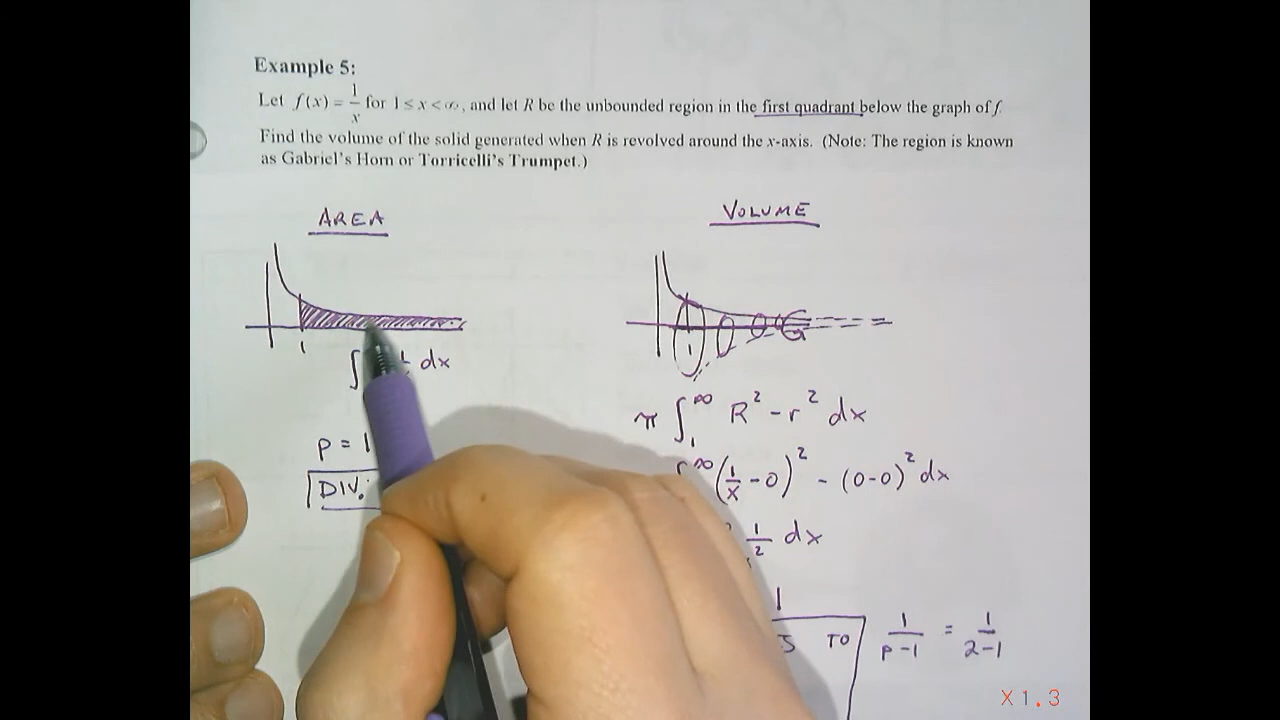 Example 5:
Let f(x) = 1/x for 1 ≤ x < ∞, and let R be the unbounded region in the first quadrant below the graph of f.
Find the volume of the solid generated when R is revolved around the x-axis. (Note: The region is known
as Gabriel's Horn or Torricelli's Trumpet.)
AREA
1
∫ dx
P = 1
DIV.
VOLUME
1
π ∫₁^∞ R² - r² dx
∫^∞ (1/x - 0)² - (0-0)² dx
1/ ² dx
1
S TO
1/(p-1) = 1/(2-1)
X1.3